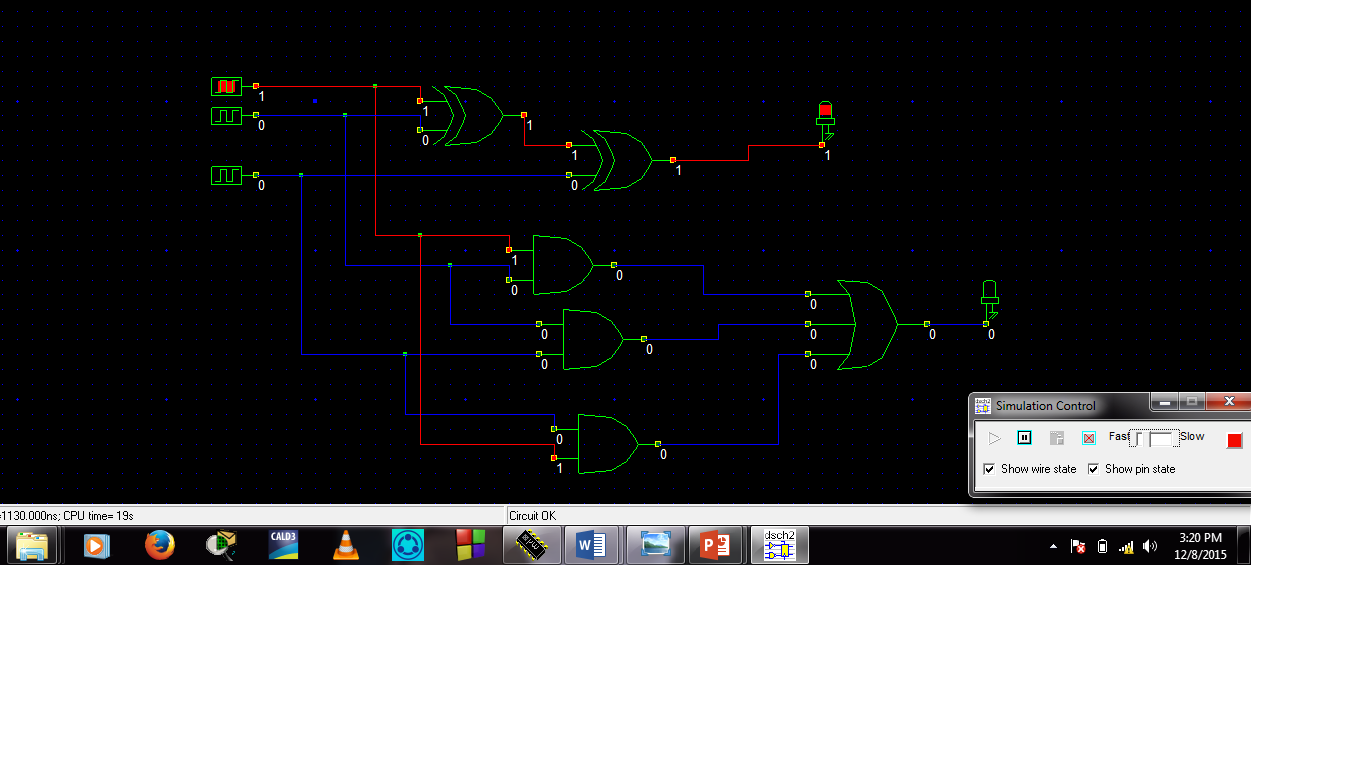 1
0
1
0
1
1
0
1
1
0
1
0
0
0
0
0
0
0
0
0
0
0
1
0
dsch2
Simulation Control
Fast
Slow
Show wire state
Show pin state
=1130.000ns; CPU time= 19s
Circuit OK
CALD3
W
P
dsch2
3:20 PM
12/8/2015